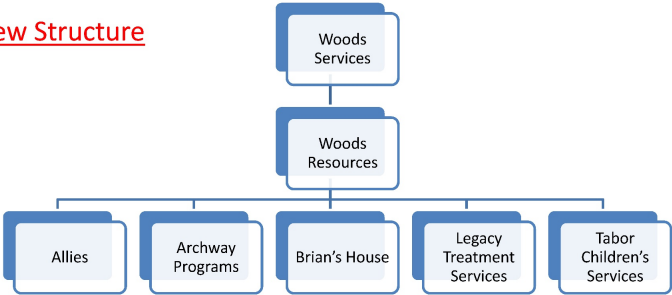 ew Structure
Woods
Services
Woods
Resources
Allies
Archway
Programs
Brian's House
Legacy
Treatment
Services
Tabor
Children's
Services